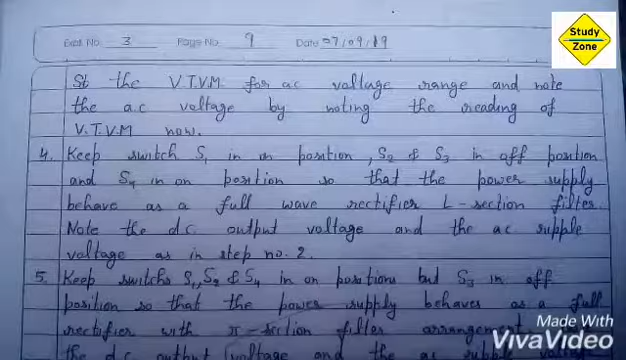 Study
Zone
Expt No. 3 Page No. 9 Date 07/09/19
St the V.T.V.M. for ac voltage range and note
the a.c voltage by noting the reading of
V.T.V.M now.
4. Keep switch S1 in on position, S2 & S3 in off position
and S4 in on position so that the power supply
behave as a full wave rectifier L-section filter.
Note the d.c. output voltage and the ac supple
voltage as in step no. 2.
5. Keep switchs S1, S2 & S4 in on positions but S3 in off
position so that the power supply behaves as a full
rectifier with π-section filter arrangement
the d.c output voltage and the ac
Made With
VivaVideo